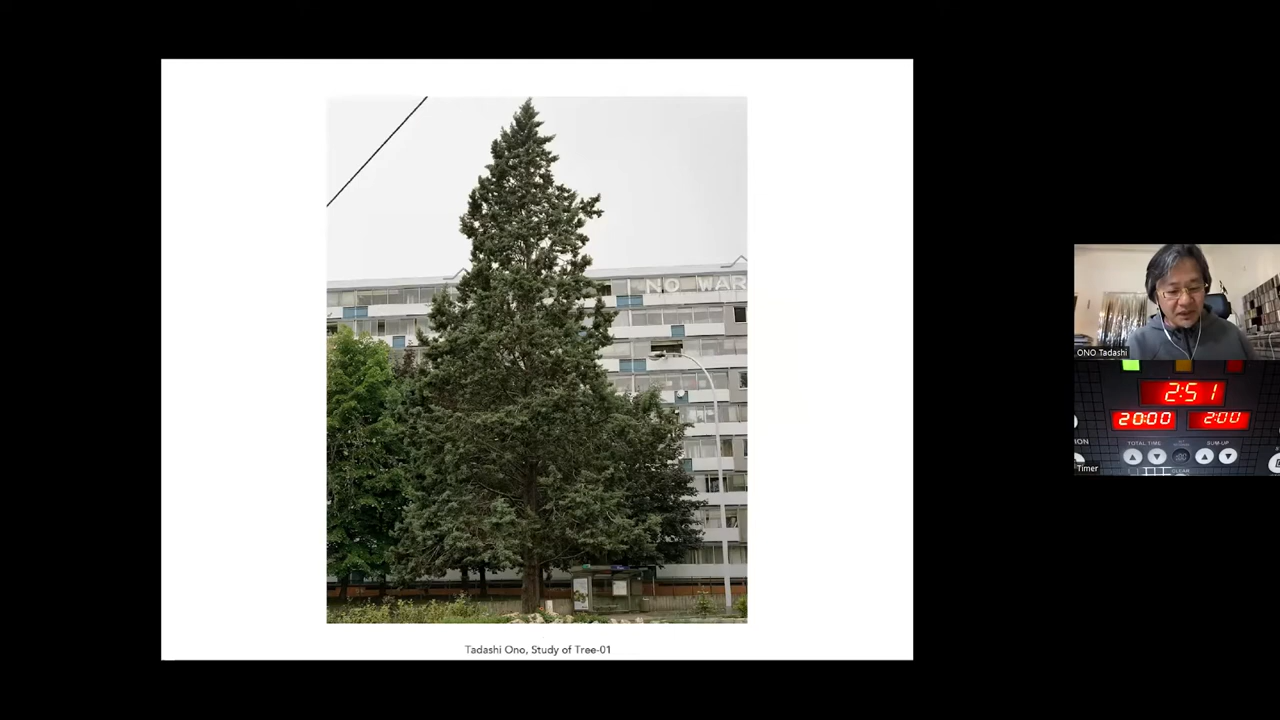 NO WAR
Tadashi Ono, Study of Tree-01
ONO Tadashi
2:51
20:00
2:00
TOTAL TIME
SUM-UP
CLEAR
Timer